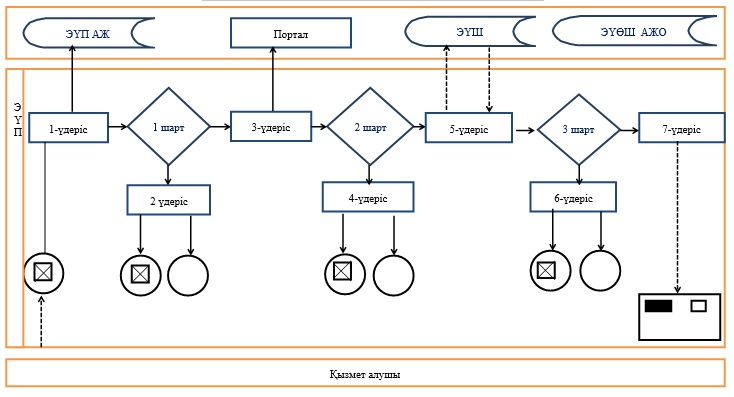 ЭҮП АЖ
Портал
ЭҮШ
ЭҮӨШ АЖО
Э
Ү
П
1-үдеріс
1 шарт
3-үдеріс
2 шарт
5-үдеріс
3 шарт
7-үдеріс
2 үдеріс
4-үдеріс
6-үдеріс
Қызмет алушы